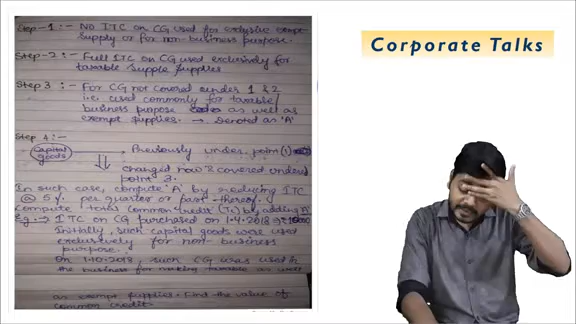 Corporate Talks
Step-1:- No ITC on CG used for exclusive exempt
supply or for non-business purpose.
Step-2:- Full ITC on CG used exclusively for
taxable supply supplies
Step 3:- For CG not covered under 1 & 2
i.e. used commonly for taxable/
business purpose as well as
exempt supplies. → Denoted as 'A'
Step 4:-
Capital goods → Previously under point (1)
changed now & covered under
point 3.
In such case, compute 'A' by reducing ITC
@ 5%. per quarter or part thereof.
Compute total common credit (Tc) by adding A
Eg.→ ITC on CG purchased on 1.4.2018
Initially, such capital goods were used
exclusively for non-business
purpose.
On 1.10.2018, such CG was used in
the business for making taxable as well
as exempt supplies. Find the value of
common credit.